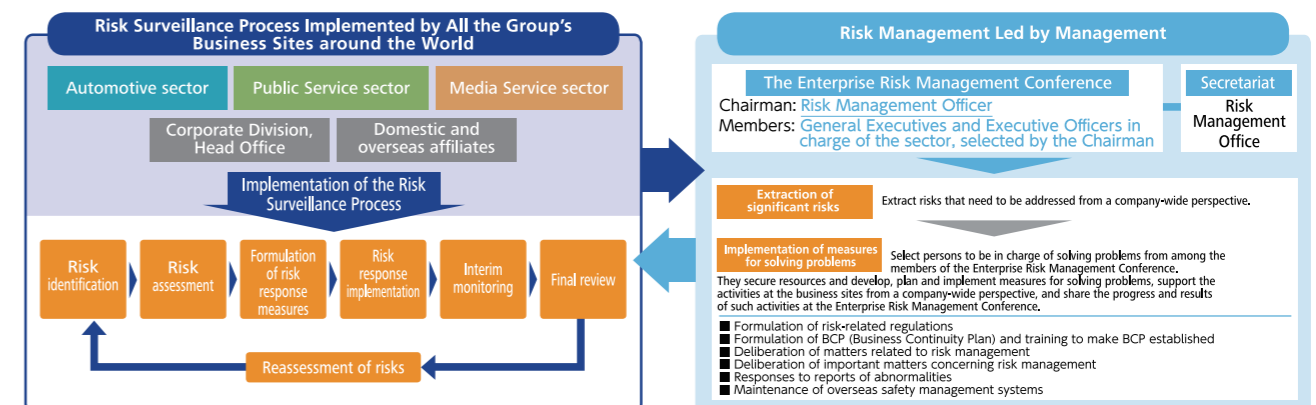 Risk Surveillance Process Implemented by All the Group's
Business Sites around the World
Automotive sector
Public Service sector
Media Service sector
Corporate Division,
Head Office
Domestic and
overseas affiliates
Implementation of the Risk
Surveillance Process
Risk
identification
Risk
assessment
Formulation
of risk
response
measures
Risk
response
implementation
Interim
monitoring
Final review
Reassessment of risks
Risk Management Led by Management
The Enterprise Risk Management Conference
Chairman: Risk Management Officer
Members: General Executives and Executive Officers in
charge of the sector, selected by the Chairman
Secretariat
Risk
Management
Office
Extraction of
significant risks
Extract risks that need to be addressed from a company-wide perspective.
Implementation of measures
for solving problems
Select persons to be in charge of solving problems from among the
members of the Enterprise Risk Management Conference.
They secure resources and develop, plan and implement measures for solving problems, support the
activities at the business sites from a company-wide perspective, and share the progress and results
of such activities at the Enterprise Risk Management Conference.
■ Formulation of risk-related regulations
■ Formulation of BCP (Business Continuity Plan) and training to make BCP established
■ Deliberation of matters related to risk management
■ Deliberation of important matters concerning risk management
■ Responses to reports of abnormalities
■ Maintenance of overseas safety management systems